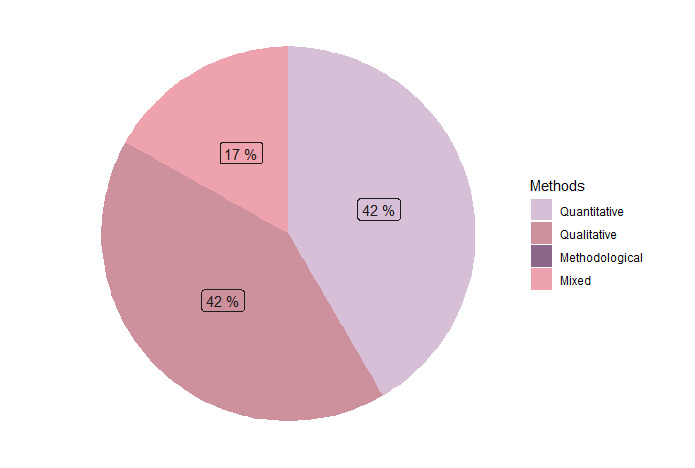 17 %
42 %
42 %
Methods
Quantitative
Qualitative
Methodological
Mixed